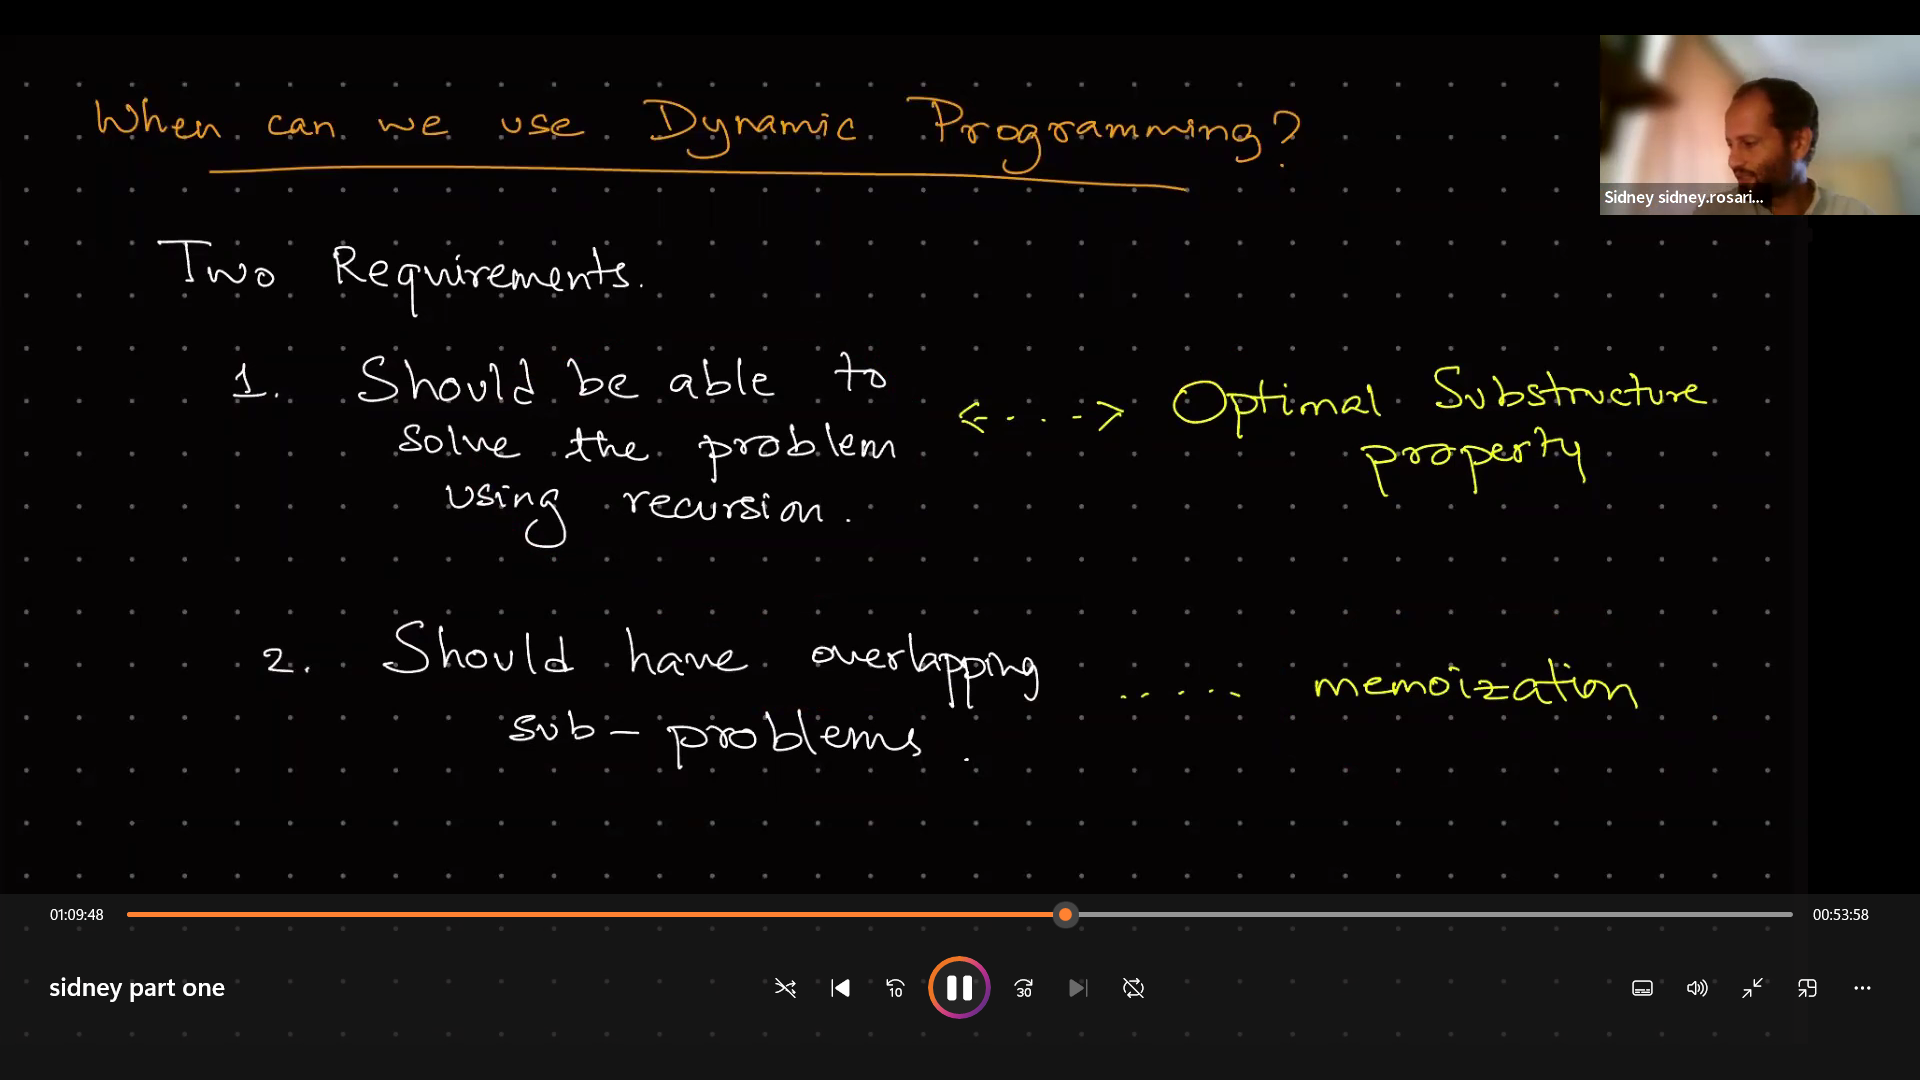 When can we use Dynamic Programming?
Sidney sidney.rosari...
Two Requirements.
1. Should be able to
solve the problem
using recursion.
<- . -> Optimal Substructure
property
2. Should have overlapping
sub-problems.
..... memoization
01:09:48
00:53:58
sidney part one
10
30